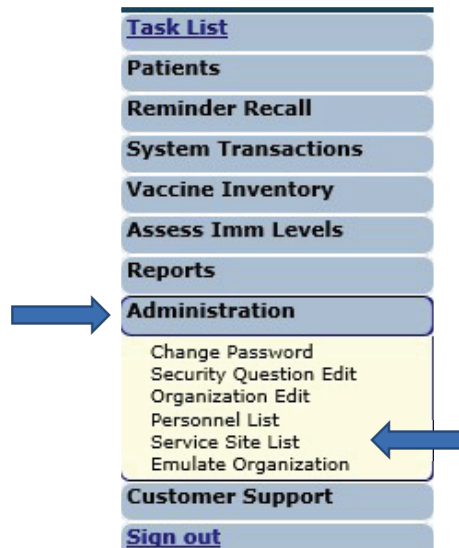 Task List
Patients
Reminder Recall
System Transactions
Vaccine Inventory
Assess Imm Levels
Reports
Administration
Change Password
Security Question Edit
Organization Edit
Personnel List
Service Site List
Emulate Organization
Customer Support
Sign out